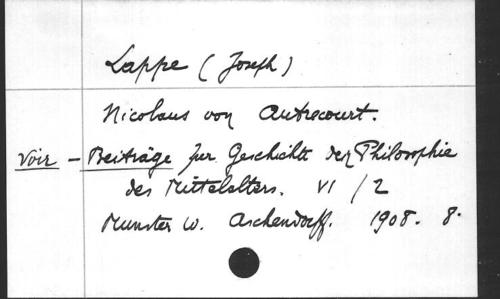 Lappe (Joseph)
Nicolaus von Autrecourt.
Voir - Beiträge zur Geschichte der Philosophie
des Mittelalters. VI / 2
Munster W. Aschendorff. 1908. 8.